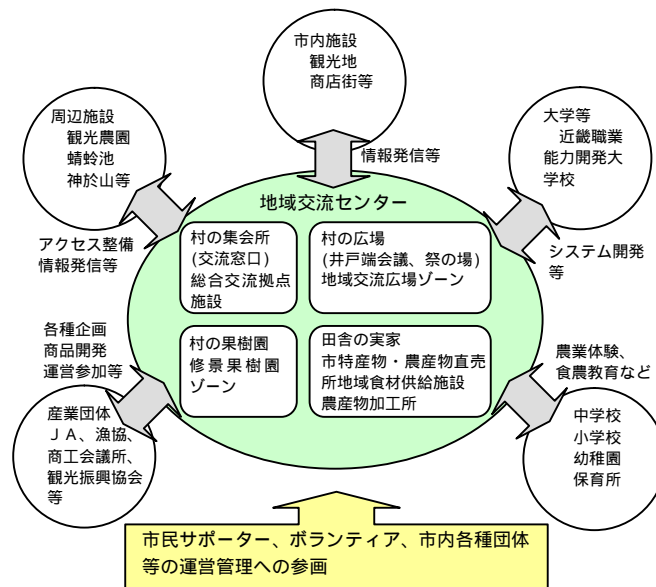 市内施設
観光地
商店街等
周辺施設
観光農園
蜻蛉池
神於山等
大学等
近畿職業
能力開発大
学校
情報発信等
アクセス整備
情報発信等
システム開発
等
地域交流センター
村の集会所
(交流窓口)
総合交流拠点
施設
村の広場
(井戸端会議、祭の場)
地域交流広場ゾーン
村の果樹園
修景果樹園
ゾーン
田舎の実家
市特産物・農産物直売
所地域食材供給施設
農産物加工所
各種企画
商品開発
運営参加等
農業体験、
食農教育など
産業団体
ＪＡ、漁協、
商工会議所、
観光振興協会
等
中学校
小学校
幼稚園
保育所
市民サポーター、ボランティア、市内各種団体
等の運営管理への参画